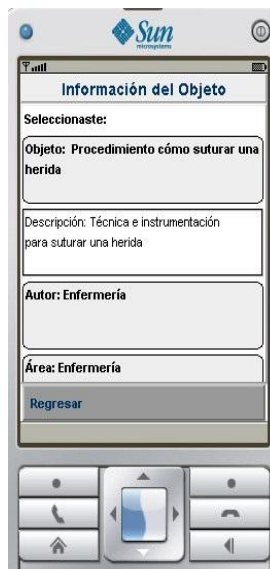 Sun
microsystems
Información del Objeto
Seleccionaste:
Objeto: Procedimiento cómo suturar una
herida
Descripción: Técnica e instrumentación
para suturar una herida
Autor: Enfermería
Área: Enfermería
Regresar